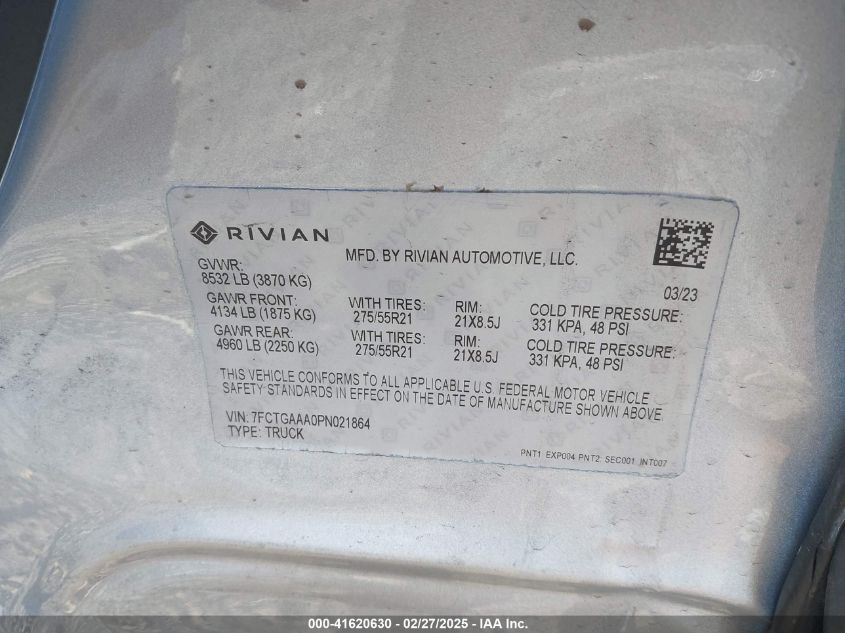 RIVIAN
MFD. BY RIVIAN AUTOMOTIVE, LLC.
GVWR:
8532 LB (3870 KG)
03/23
GAWR FRONT:
4134 LB (1875 KG)
WITH TIRES:
275/55R21
RIM:
21X8.5J
COLD TIRE PRESSURE:
331 KPA, 48 PSI
GAWR REAR:
4960 LB (2250 KG)
WITH TIRES:
275/55R21
RIM:
21X8.5J
COLD TIRE PRESSURE:
331 KPA, 48 PSI
THIS VEHICLE CONFORMS TO ALL APPLICABLE U.S. FEDERAL MOTOR VEHICLE
SAFETY STANDARDS IN EFFECT ON THE DATE OF MANUFACTURE SHOWN ABOVE.
VIN: 7FCTGAAA0PN021864
TYPE: TRUCK
PNT1 EXP004 PNT2 SEC001 INT007
000-41620630 - 02/27/2025 - IAA Inc.